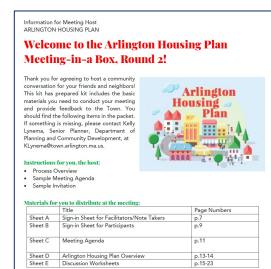 Information for Meeting Host
ARLINGTON HOUSING PLAN
Welcome to the Arlington Housing Plan
Meeting-in-a Box, Round 2!
Thank you for agreeing to host a community
conversation for your friends and neighbors!
This kit has prepared kit includes the basic
materials you need to conduct your meeting
and provide feedback to the Town. You
should find the following items in the packet.
If something is missing, please contact Kelly
Lynema, Senior Planner, Department of
Planning and Community Development, at
KLynema@town.arlington.ma.us.
Arlington
Housing
Plan
Instructions for you, the host:
• Process Overview
• Sample Meeting Agenda
• Sample Invitation
Materials for you to distribute at the meeting:
Title Page Numbers
Sheet A Sign-in Sheet for Facilitators/Note Takers p.7
Sheet B Sign-in Sheet for Participants p.9
Sheet C Meeting Agenda p.11
Sheet D Arlington Housing Plan Overview p.13-14
Sheet E Discussion Worksheets p.15-23